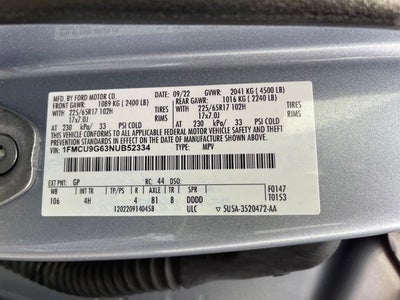 MFD. BY FORD MOTOR CO.
09/22 GVWR: 2041 KG ( 4500 LB)
FRONT GAWR: 1089 KG ( 2400 LB) REAR GAWR: 1016 KG ( 2240 LB)
WITH 225/65R17 102H TIRES WITH 225/65R17 102H TIRES
17x7.0J 17x7.0J
AT 230 kPa/ 33 PSI COLD AT 230 kPa/ 33 PSI COLD
THIS VEHICLE CONFORMS TO ALL APPLICABLE FEDERAL MOTOR VEHICLE SAFETY
AND THEFT PREVENTION STANDARDS IN EFFECT ON THE DATE OF MANUFACTURE
SHOWN ABOVE.
VIN: 1FMCU9G63NUB52334
TYPE: MPV
EXT PNT: GP RC: 44 DSO: F0147
WB INT TR TP/PS R AXLE TR SPR T0153
106 4H 4 81 8 DDDD
1202209140458 ULC 5U5A-3520472-AA